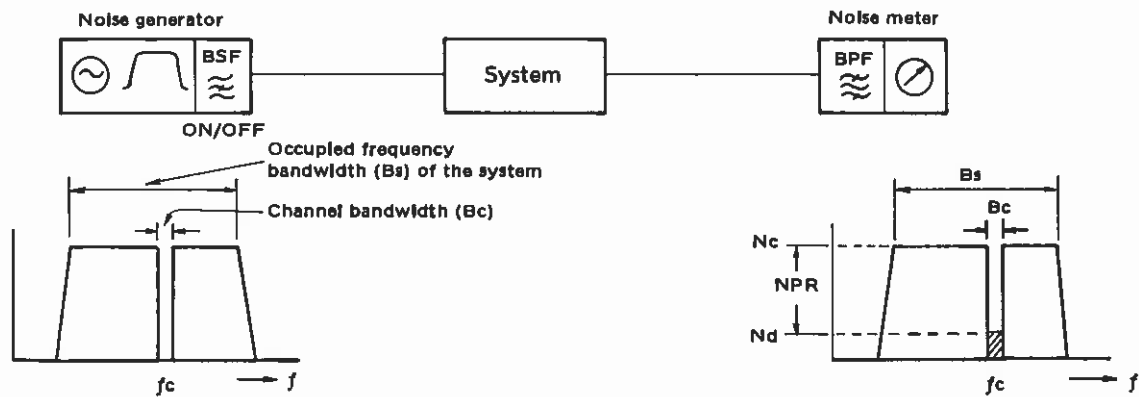 Noise generator
Noise meter
BSF
System
BPF
ON/OFF
Occupied frequency
bandwidth (Bs) of the system
Channel bandwidth (Bc)
fc
f
Bs
Bc
Nc
NPR
Nd
fc
f